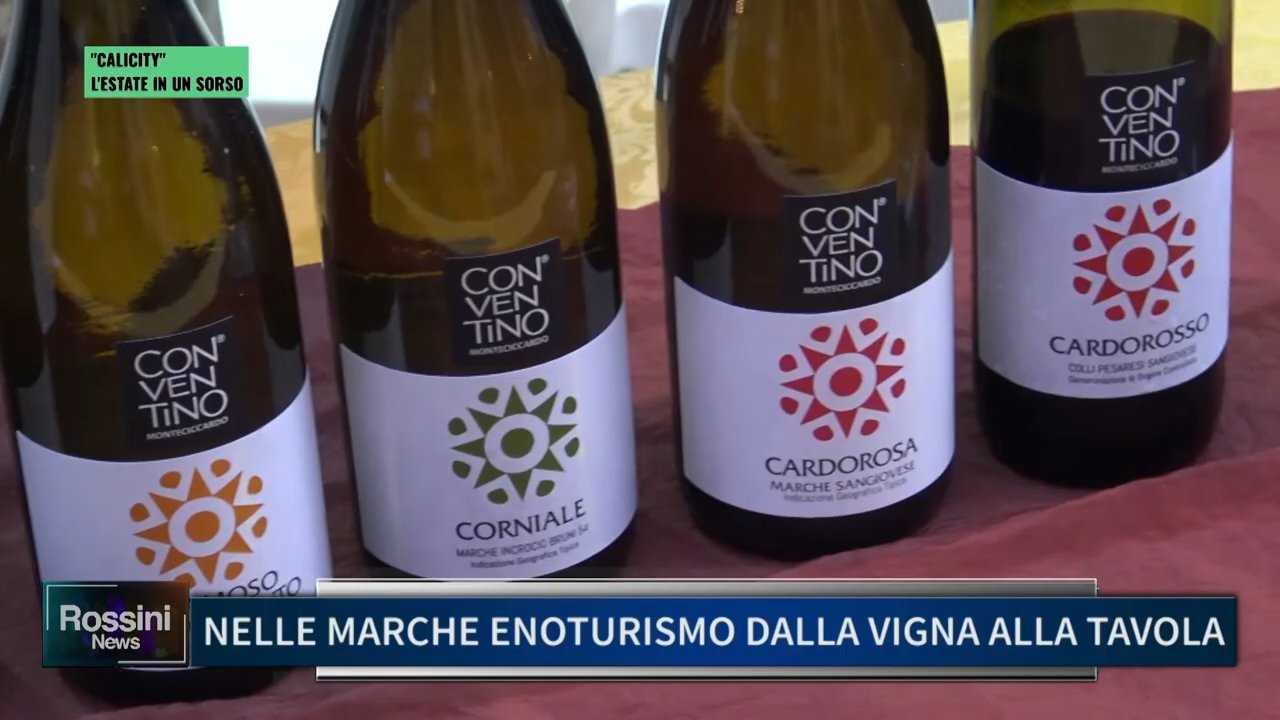 "CALICITY"
L'ESTATE IN UN SORSO
CON®
VEN
TiNO
MONTECICCARDO
CON®
VEN
TiNO
MONTECICCARDO
CORNIALE
MARCHE INCROCIO BRUNI 54
Indicazione Geografica Tipica
CON®
VEN
TiNO
MONTECICCARDO
CARDOROSA
MARCHE SANGIOVESE
Indicazione Geografica Tipica
CON®
VEN
TiNO
MONTECICCARDO
CARDOROSSO
COLLI PESARESI SANGIOVESE
Denominazione di Origine Controllata
Rossini
News
NELLE MARCHE ENOTURISMO DALLA VIGNA ALLA TAVOLA